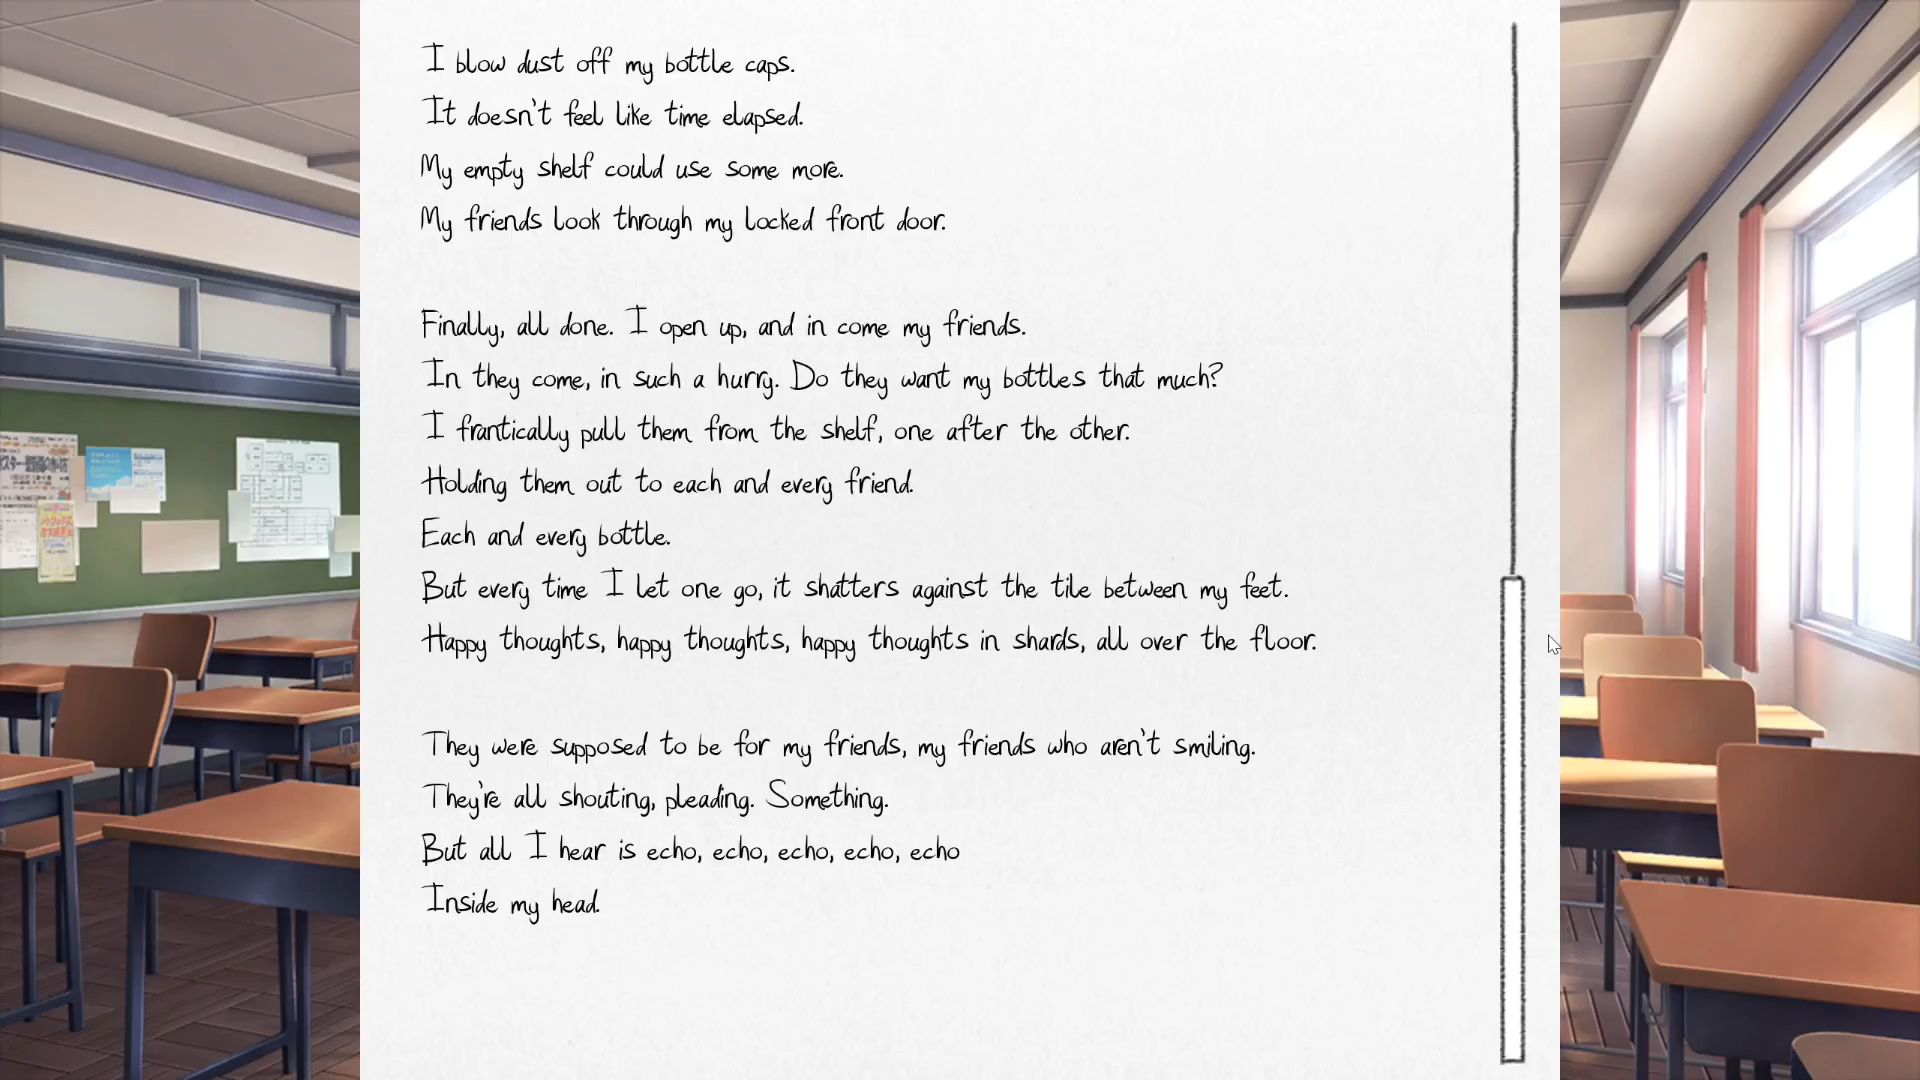 I blow dust off my bottle caps.
It doesn't feel like time elapsed.
My empty shelf could use some more.
My friends look through my locked front door.
Finally, all done. I open up, and in come my friends.
In they come, in such a hurry. Do they want my bottles that much?
I frantically pull them from the shelf, one after the other.
Holding them out to each and every friend.
Each and every bottle.
But every time I let one go, it shatters against the tile between my feet.
Happy thoughts, happy thoughts, happy thoughts in shards, all over the floor.
They were supposed to be for my friends, my friends who aren't smiling.
They're all shouting, pleading. Something.
But all I hear is echo, echo, echo, echo, echo
Inside my head.